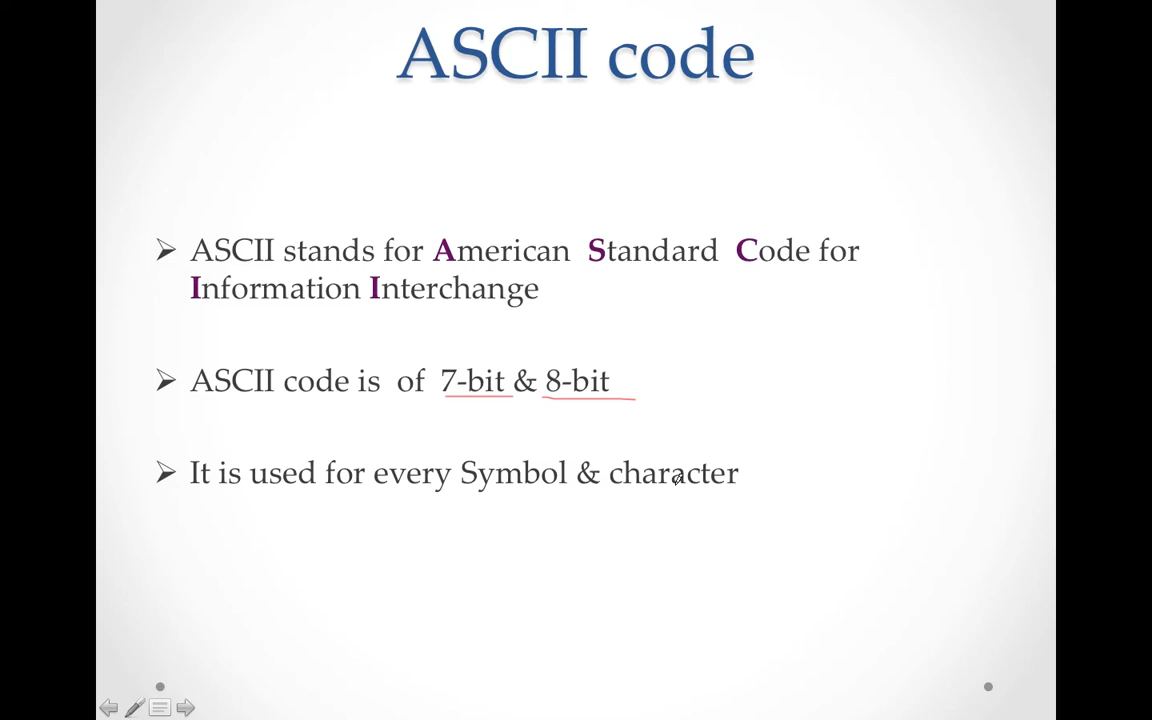 ASCII code
ASCII stands for American Standard Code for
Information Interchange
ASCII code is of 7-bit & 8-bit
It is used for every Symbol & character